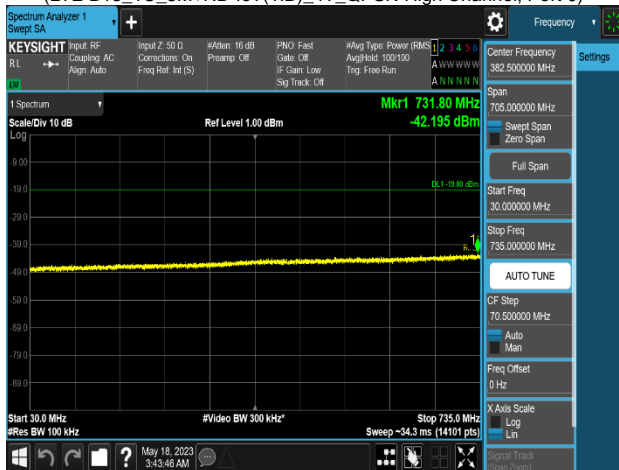 Spectrum Analyzer 1
Swept SA
+
Frequency
KEYSIGHT
RL
Input: RF
Coupling: AC
Align: Auto
Input Z: 50 Ω
Corrections: On
Freq Ref: Int (S)
#Atten: 16 dB
Preamp: Off
PNO: Fast
Gate: Off
IF Gain: Low
Sig Track: Off
#Avg Type: Power (RMS
Avg|Hold: 100/100
Trig: Free Run
1 2 3 4 5 6
A W W W W W
A N N N N N
Center Frequency
382.500000 MHz
Settings
Span
705.000000 MHz
Swept Span
Zero Span
Full Span
Start Freq
30.000000 MHz
Stop Freq
735.000000 MHz
AUTO TUNE
CF Step
70.500000 MHz
Auto
Man
Freq Offset
0 Hz
X Axis Scale
Log
Lin
Signal Track
(Span Zoom)
1 Spectrum
Scale/Div 10 dB
Ref Level 1.00 dBm
Mkr1 731.80 MHz
-42.195 dBm
Log
-9.00
-19.0
DL1 -19.00 dBm
-29.0
-39.0
1
-49.0
-59.0
-69.0
-79.0
-89.0
Start 30.0 MHz
#Video BW 300 kHz*
Stop 735.0 MHz
#Res BW 100 kHz
Sweep ~34.3 ms (14101 pts)
?
May 18, 2023
3:43:46 AM